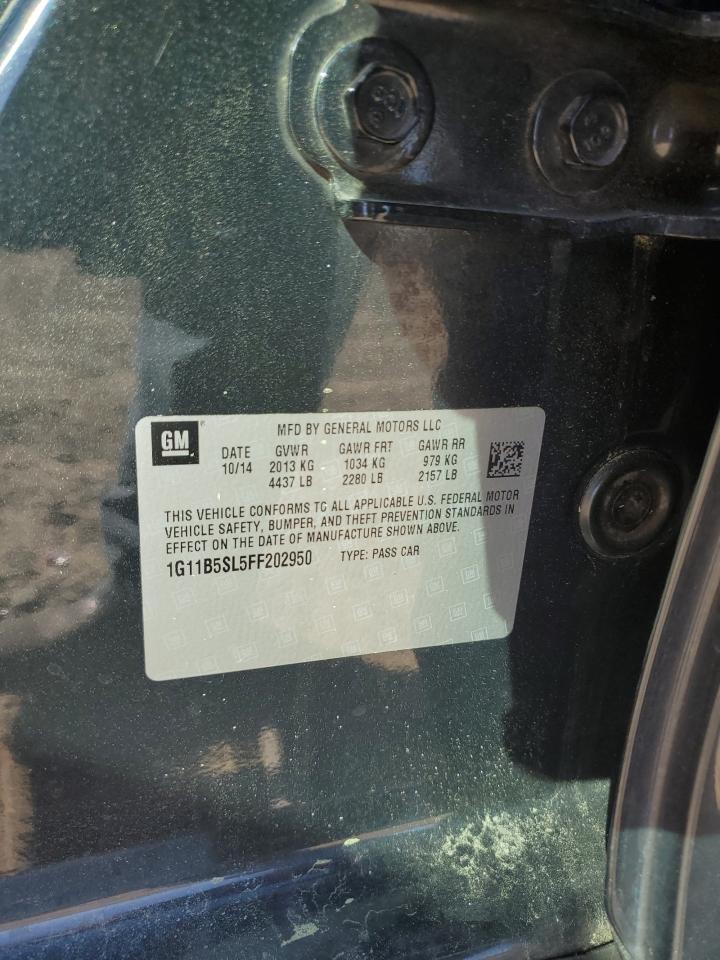 GM
MFD BY GENERAL MOTORS LLC
DATE GVWR GAWR FRT GAWR RR
10/14 2013 KG 1034 KG 979 KG
4437 LB 2280 LB 2157 LB
THIS VEHICLE CONFORMS TO ALL APPLICABLE U.S. FEDERAL MOTOR
VEHICLE SAFETY, BUMPER, AND THEFT PREVENTION STANDARDS IN
EFFECT ON THE DATE OF MANUFACTURE SHOWN ABOVE.
1G11B5SL5FF202950 TYPE: PASS CAR